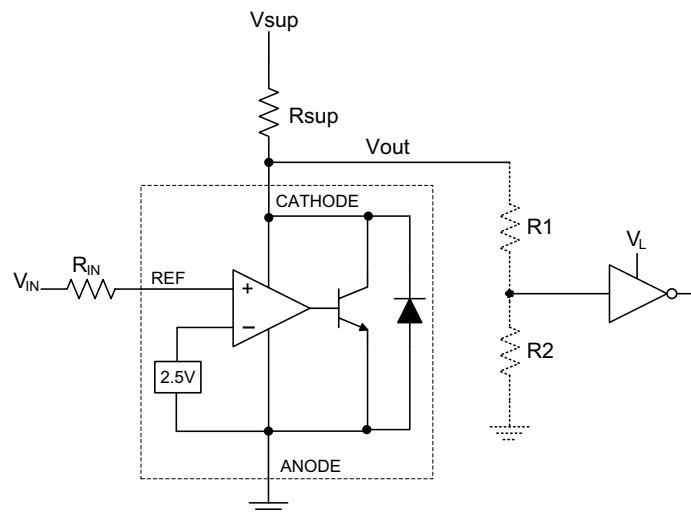 Vsup
Rsup
Vout
CATHODE
R1
RIN
VIN
REF
VL
+
−
R2
2.5V
ANODE